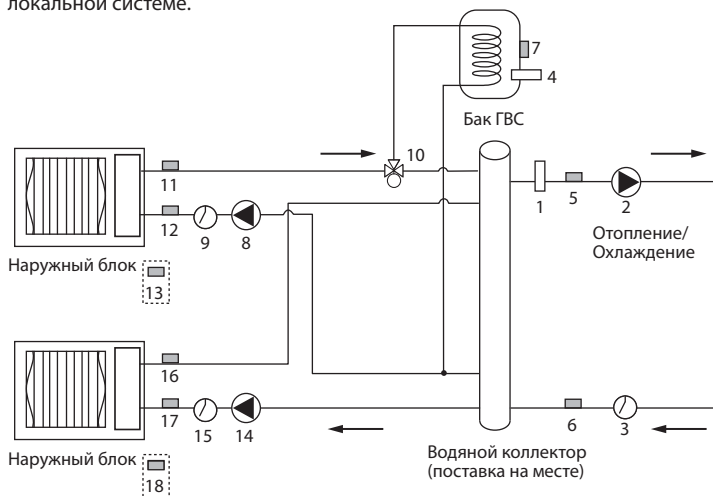 локальной системе.
7
4
Бак ГВС
10
11
1
5
2
12
9
8
Отопление/
Охлаждение
Наружный блок
13
16
17
15
14
6
3
Наружный блок
18
Водяной коллектор
(поставка на месте)